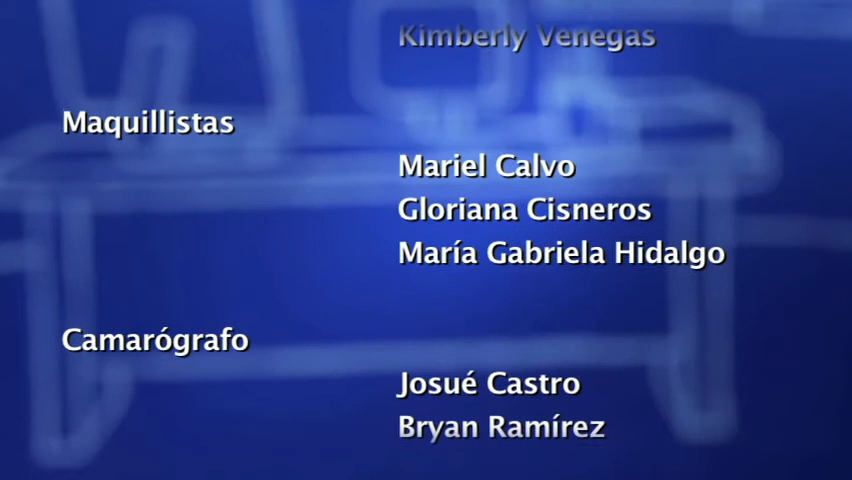 Kimberly Venegas
Maquillistas
Mariel Calvo
Gloriana Cisneros
María Gabriela Hidalgo
Camarógrafo
Josué Castro
Bryan Ramírez